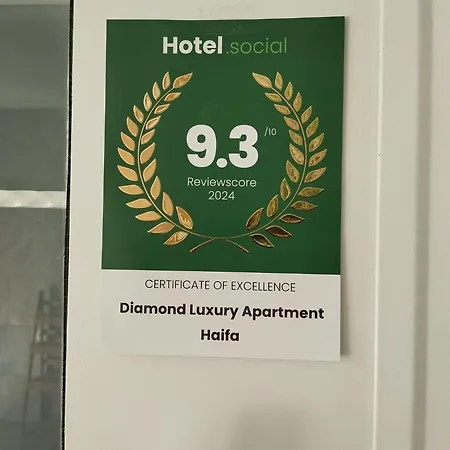 Hotel.social
9.3 /10
Reviewscore
2024
CERTIFICATE OF EXCELLENCE
Diamond Luxury Apartment
Haifa